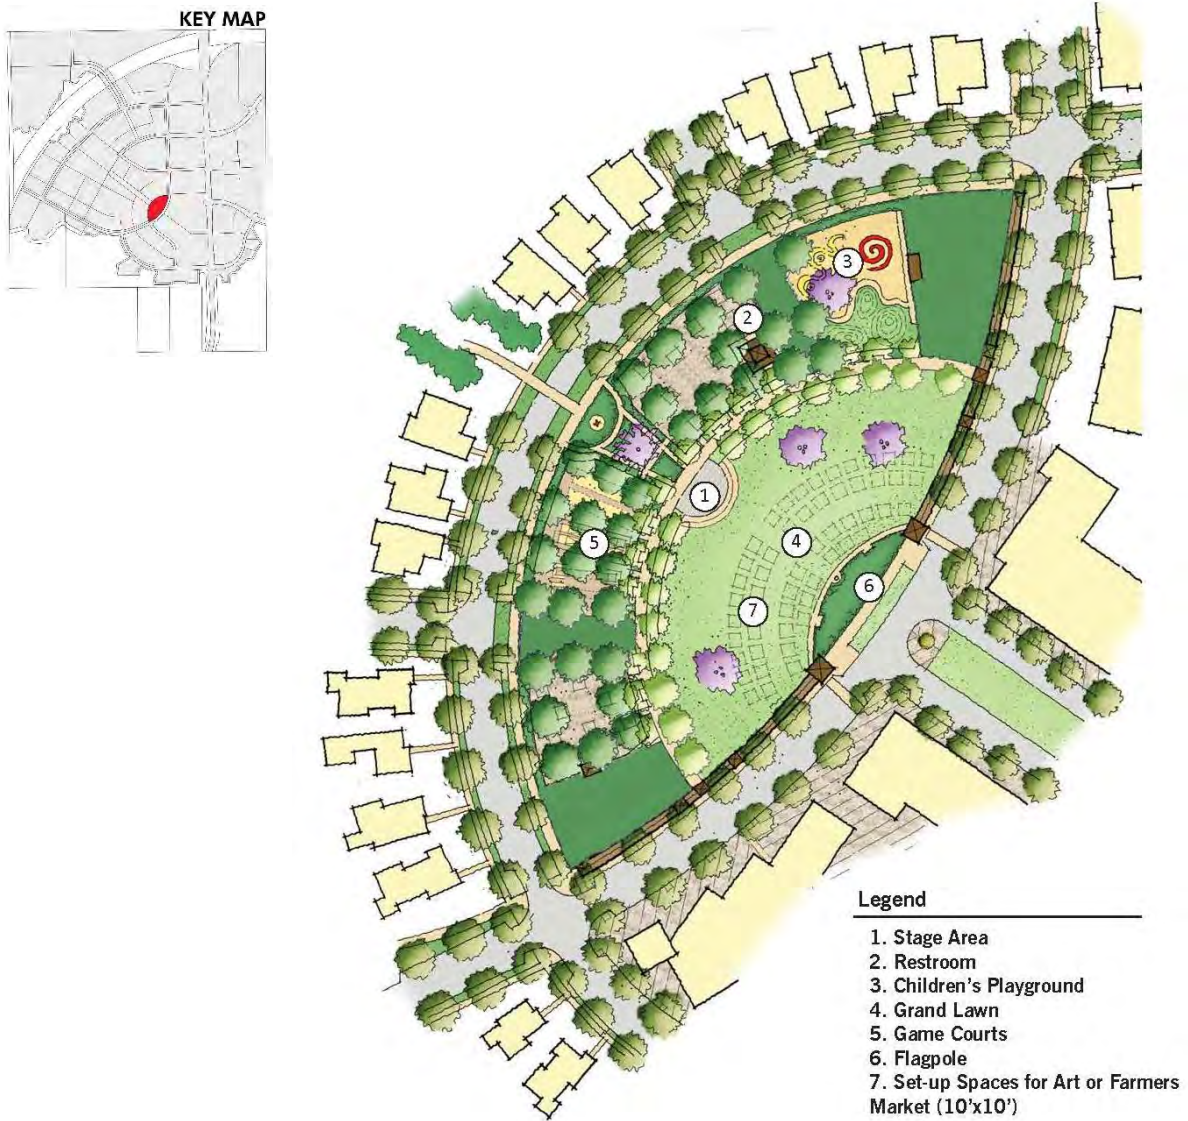 KEY MAP
3
2
1
4
5
6
7
Legend
1. Stage Area
2. Restroom
3. Children's Playground
4. Grand Lawn
5. Game Courts
6. Flagpole
7. Set-up Spaces for Art or Farmers
Market (10'x10')